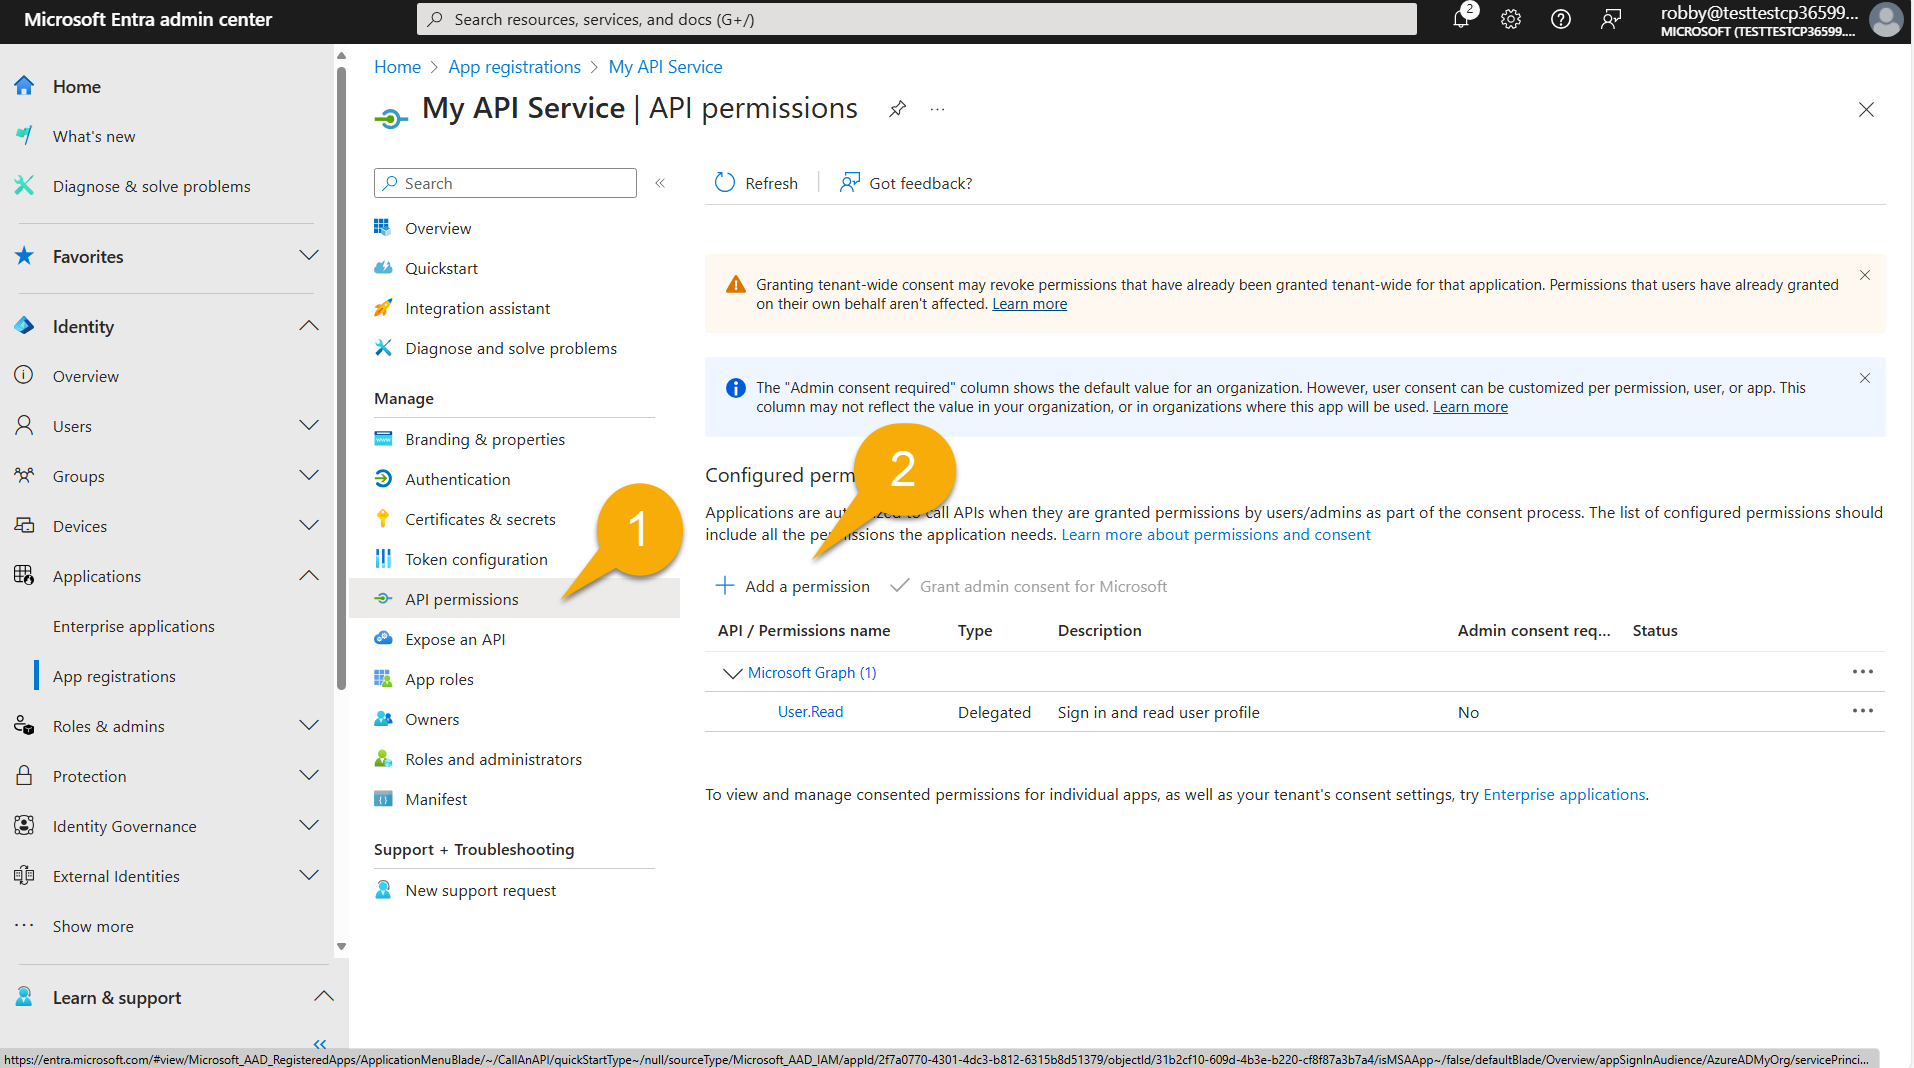 Microsoft Entra admin center
Search resources, services, and docs (G+/)
2
robby@testtestcp36599...
MICROSOFT (TESTTESTCP36599....
Home
What's new
Diagnose & solve problems
Favorites
Identity
Overview
Users
Groups
Devices
Applications
Enterprise applications
App registrations
Roles & admins
Protection
Identity Governance
External Identities
Show more
Learn & support
Home > App registrations > My API Service
My API Service | API permissions
Search
Overview
Quickstart
Integration assistant
Diagnose and solve problems
Manage
Branding & properties
Authentication
Certificates & secrets
Token configuration
API permissions
Expose an API
App roles
Owners
Roles and administrators
Manifest
Support + Troubleshooting
New support request
1
Refresh
Got feedback?
Granting tenant-wide consent may revoke permissions that have already been granted tenant-wide for that application. Permissions that users have already granted
on their own behalf aren't affected. Learn more
The "Admin consent required" column shows the default value for an organization. However, user consent can be customized per permission, user, or app. This
column may not reflect the value in your organization, or in organizations where this app will be used. Learn more
2
Configured perm
Applications are call APIs when they are granted permissions by users/admins as part of the consent process. The list of configured permissions should
include all the permissions the application needs. Learn more about permissions and consent
Add a permission
Grant admin consent for Microsoft
API / Permissions name Type Description Admin consent req... Status
Microsoft Graph (1)
User.Read Delegated Sign in and read user profile No
To view and manage consented permissions for individual apps, as well as your tenant's consent settings, try Enterprise applications.
https://entra.microsoft.com/#view/Microsoft_AAD_RegisteredApps/ApplicationMenuBlade/~/CallAnAPI/quickStartType~/null/sourceType/Microsoft_AAD_IAM/appId/2f7a0770-4301-4dc3-b812-6315b8d51379/objectId/31b2cf10-609d-4b3e-b220-cf8f87a3b7a4/isMSAApp~/false/defaultBlade/Overview/appSignInAudience/AzureADMyOrg/servicePrinci...